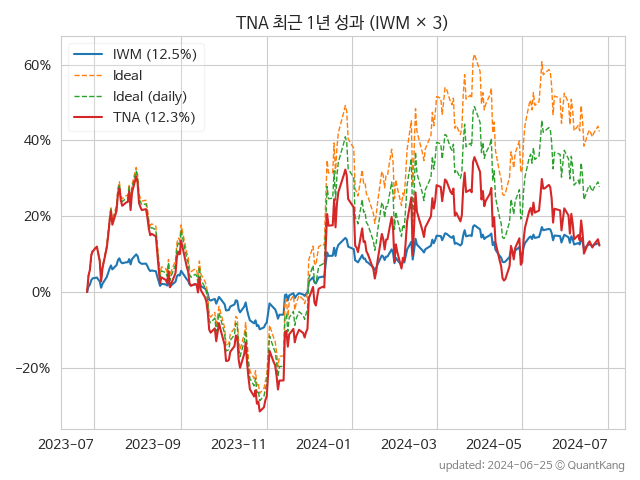 TNA 최근 1년 성과 (IWM × 3)
IWM (12.5%)
Ideal
Ideal (daily)
TNA (12.3%)
60%
40%
20%
0%
−20%
2023-07 2023-09 2023-11 2024-01 2024-03 2024-05 2024-07
updated: 2024-06-25 ⓒ QuantKang